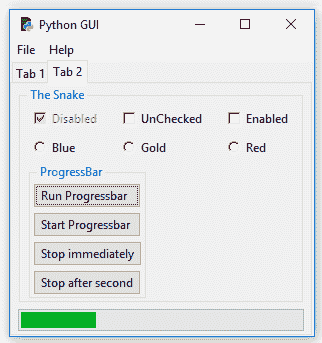 Python GUI
File Help
Tab 1 Tab 2
The Snake
Disabled UnChecked Enabled
Blue Gold Red
ProgressBar
Run Progressbar
Start Progressbar
Stop immediately
Stop after second